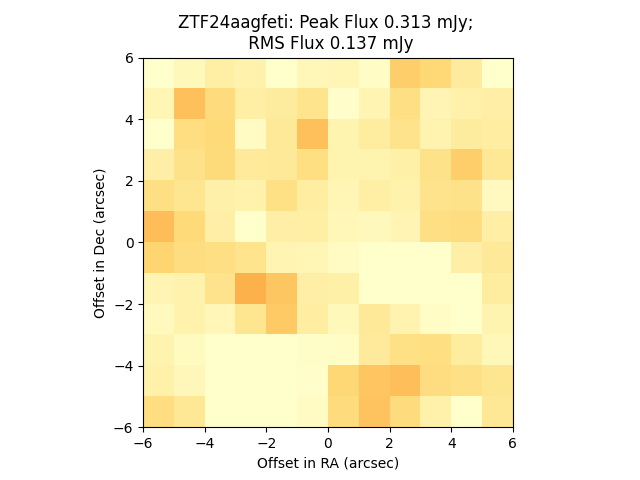 ZTF24aagfeti: Peak Flux 0.313 mJy;
RMS Flux 0.137 mJy
6
4
2
0
−2
−4
−6
Offset in Dec (arcsec)
−6 −4 −2 0 2 4 6
Offset in RA (arcsec)